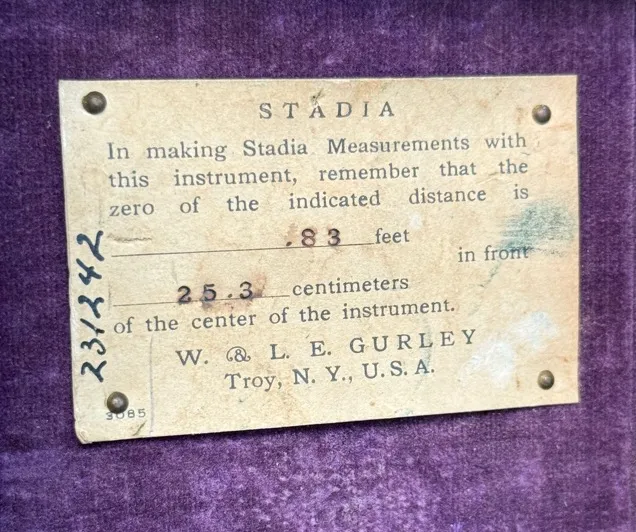 STADIA
In making Stadia Measurements with
this instrument, remember that the
zero of the indicated distance is
.83 feet
in front
25.3 centimeters
of the center of the instrument.
W. & L. E. GURLEY
Troy, N. Y., U. S. A.
231242